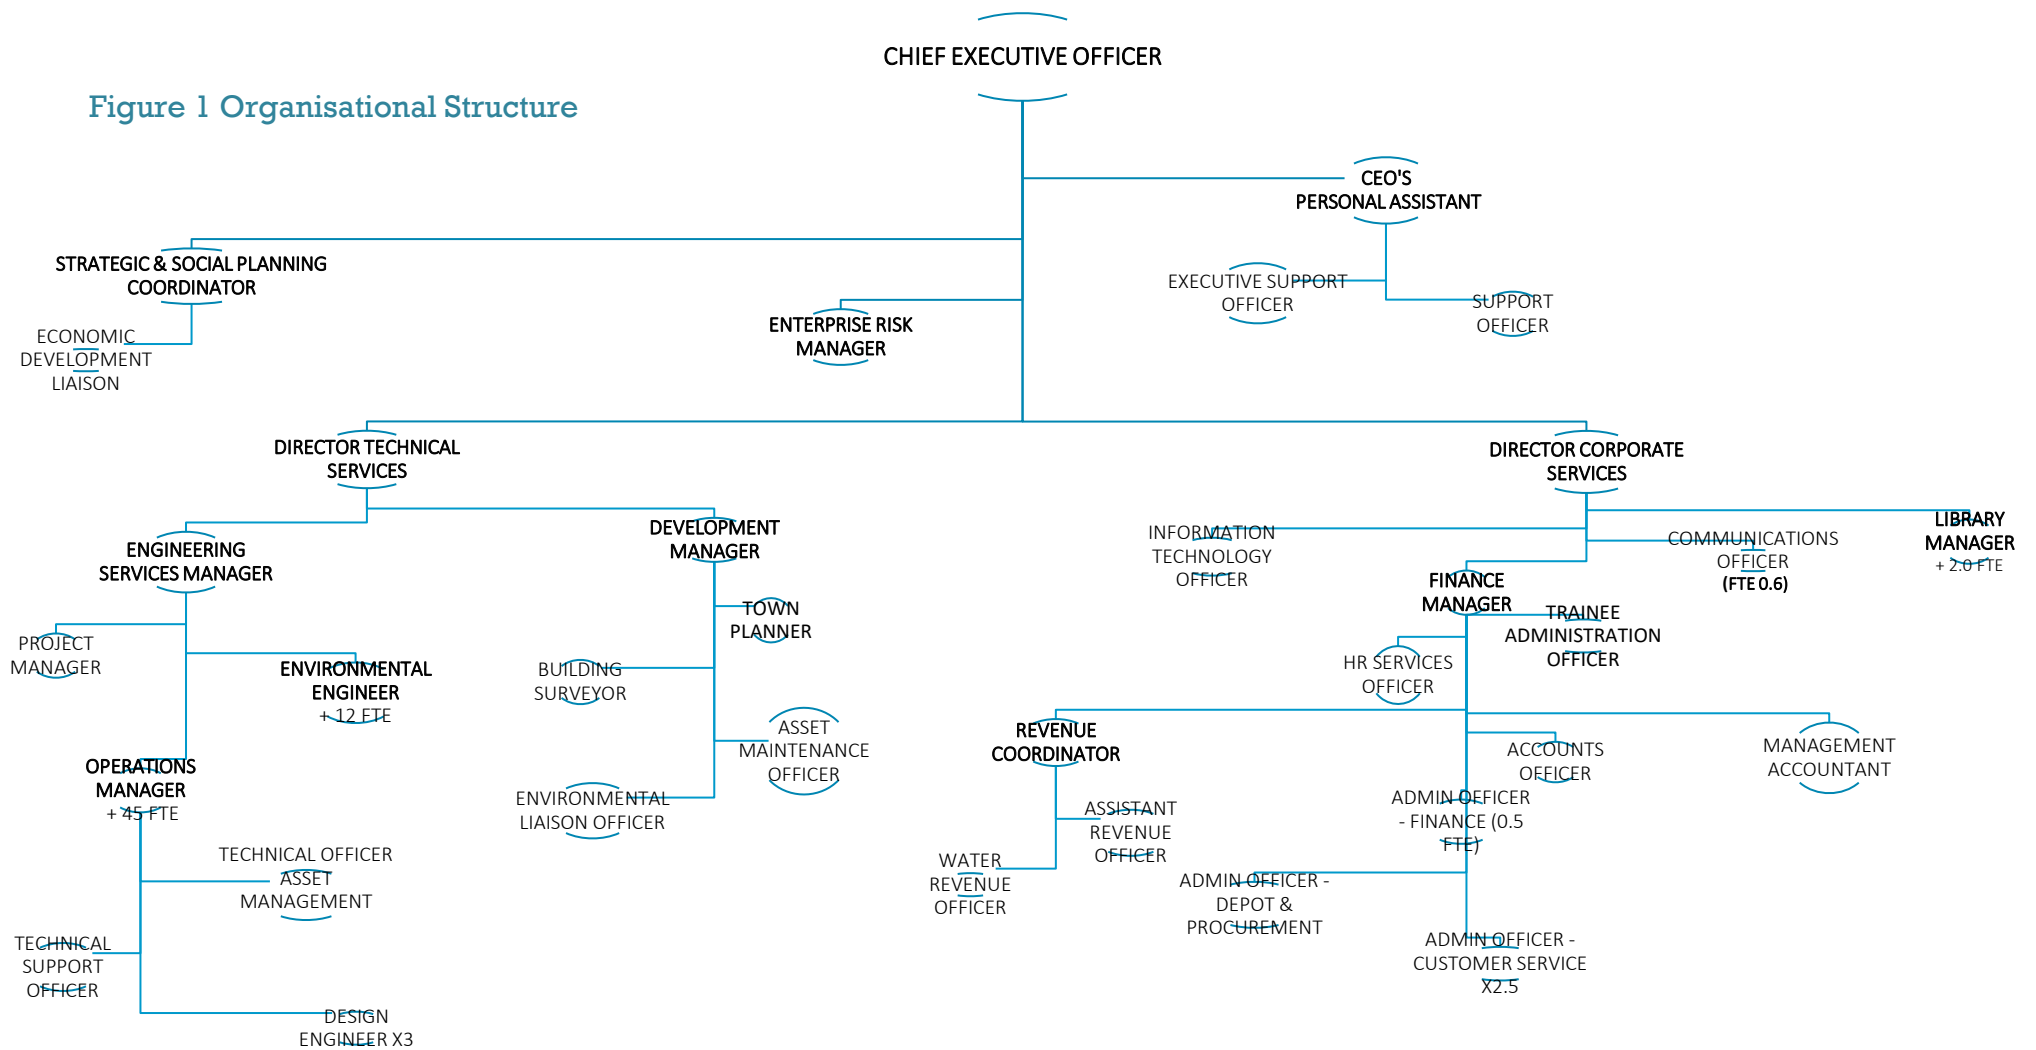 CHIEF EXECUTIVE OFFICER
Figure 1 Organisational Structure
CEO'S
PERSONAL ASSISTANT
STRATEGIC & SOCIAL PLANNING
COORDINATOR
EXECUTIVE SUPPORT
OFFICER
SUPPORT
OFFICER
ENTERPRISE RISK
MANAGER
ECONOMIC
DEVELOPMENT
LIAISON
DIRECTOR TECHNICAL
SERVICES
DIRECTOR CORPORATE
SERVICES
ENGINEERING
SERVICES MANAGER
DEVELOPMENT
MANAGER
INFORMATION
TECHNOLOGY
OFFICER
COMMUNICATIONS
OFFICER
(FTE 0.6)
LIBRARY
MANAGER
+ 2.0 FTE
FINANCE
MANAGER
TRAINEE
ADMINISTRATION
OFFICER
TOWN
PLANNER
PROJECT
MANAGER
ENVIRONMENTAL
ENGINEER
+ 12 FTE
BUILDING
SURVEYOR
HR SERVICES
OFFICER
ASSET
MAINTENANCE
OFFICER
REVENUE
COORDINATOR
ACCOUNTS
OFFICER
MANAGEMENT
ACCOUNTANT
OPERATIONS
MANAGER
+ 45 FTE
ENVIRONMENTAL
LIAISON OFFICER
ADMIN OFFICER
- FINANCE (0.5
FTE)
ASSISTANT
REVENUE
OFFICER
TECHNICAL OFFICER
ASSET
MANAGEMENT
WATER
REVENUE
OFFICER
ADMIN OFFICER -
DEPOT &
PROCUREMENT
TECHNICAL
SUPPORT
OFFICER
ADMIN OFFICER -
CUSTOMER SERVICE
X2.5
DESIGN
ENGINEER X3